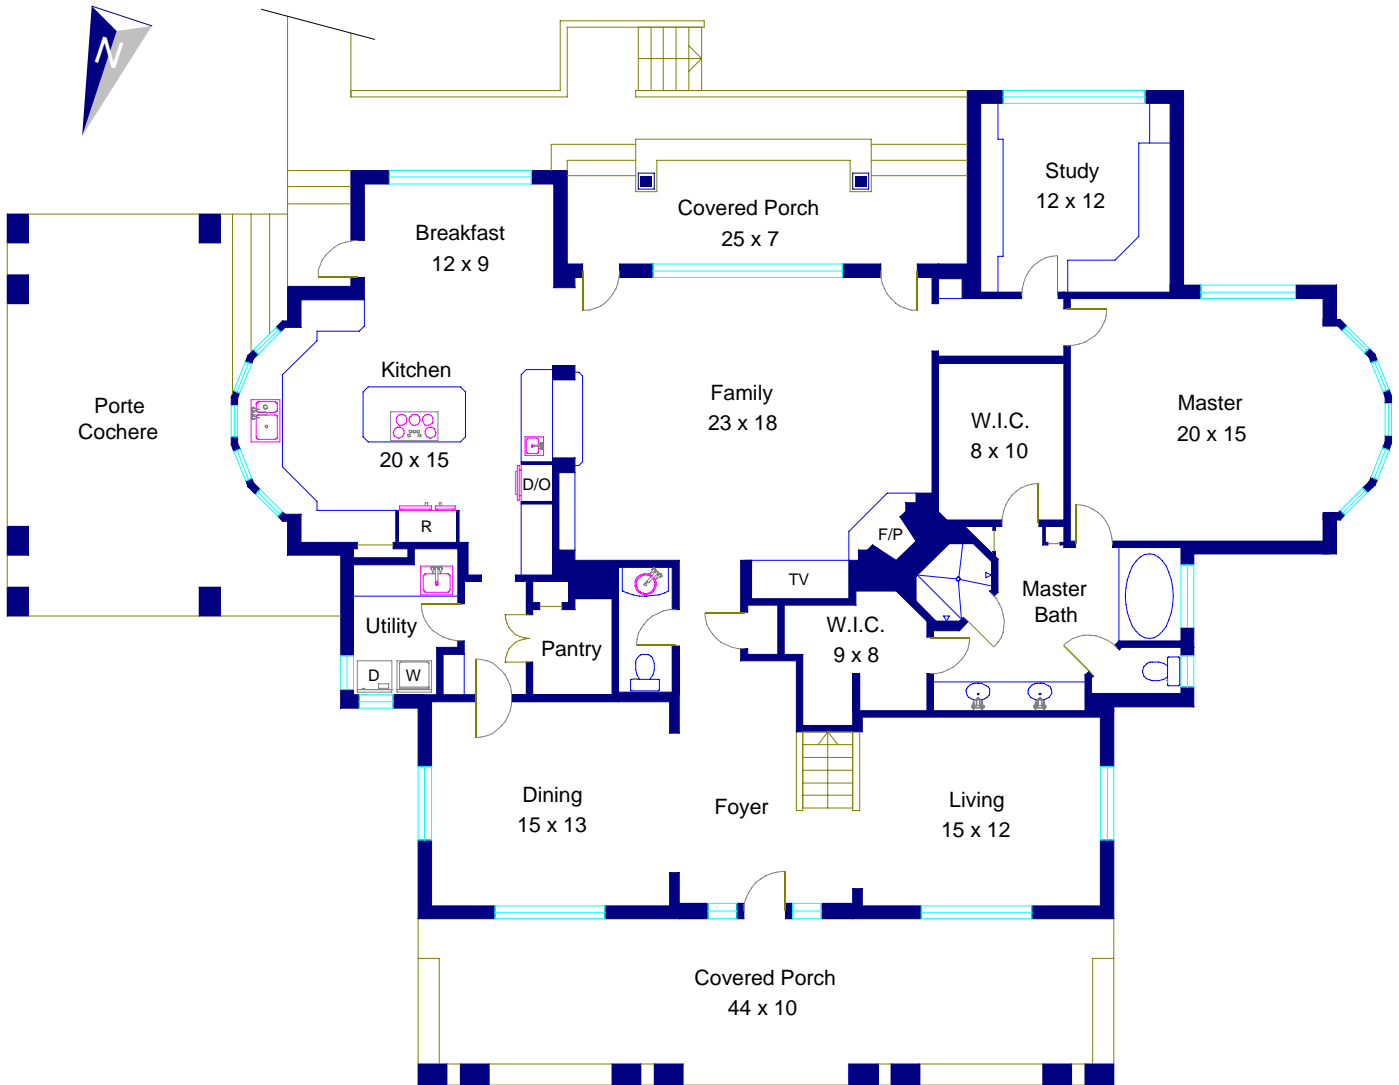 N
Study
12 x 12
Covered Porch
25 x 7
Breakfast
12 x 9
Kitchen
20 x 15
Family
23 x 18
W.I.C.
8 x 10
Master
20 x 15
Porte
Cochere
D/O
R
F/P
TV
Master
Bath
Utility
D
W
Pantry
W.I.C.
9 x 8
Dining
15 x 13
Foyer
Living
15 x 12
Covered Porch
44 x 10